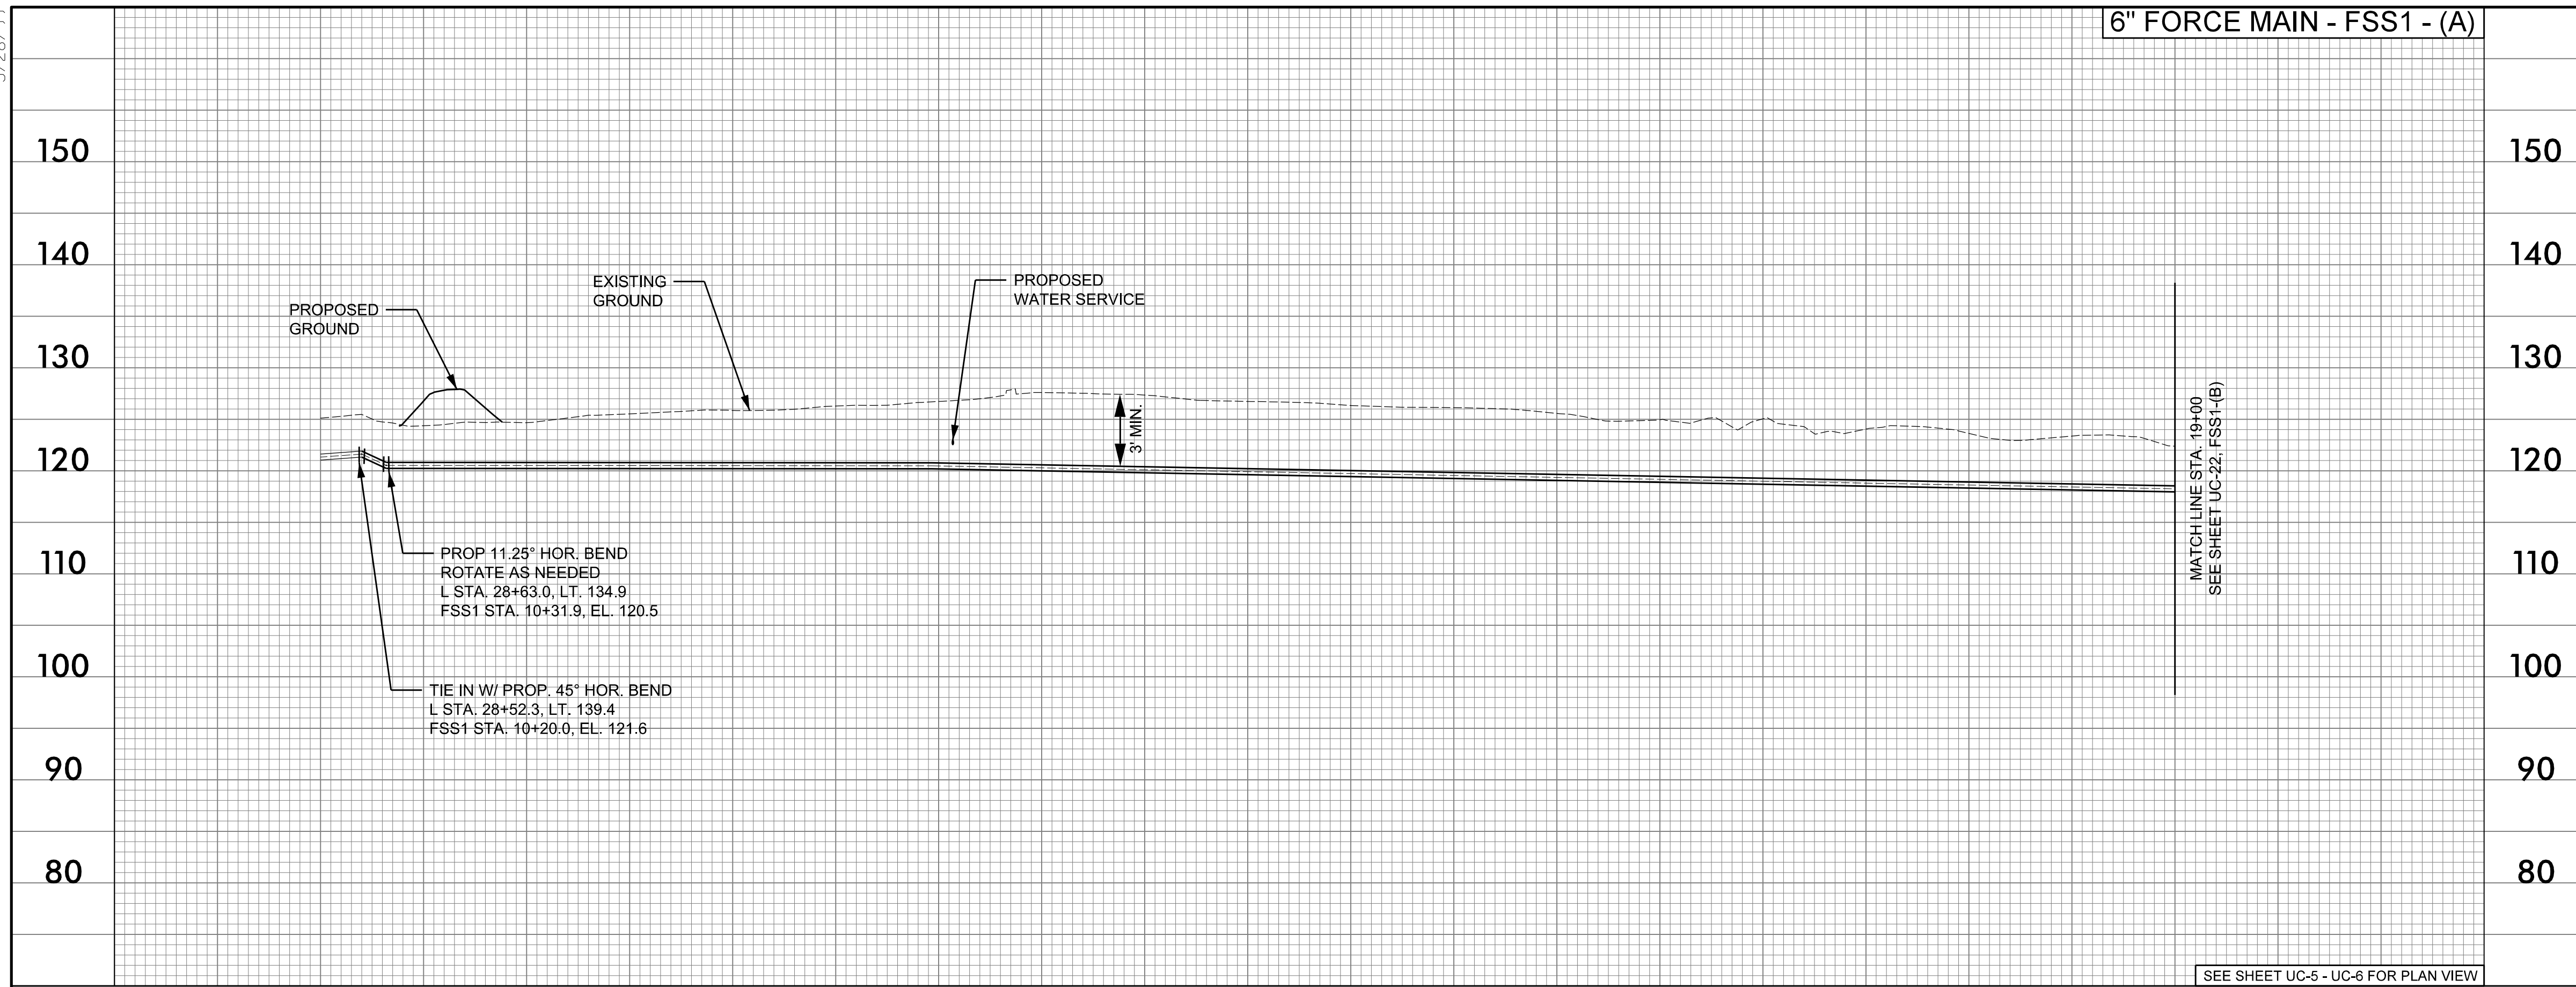 6" FORCE MAIN - FSS1 - (A)
150
150
140
140
EXISTING
GROUND
PROPOSED
WATER SERVICE
PROPOSED
GROUND
130
130
3' MIN.
120
120
MATCH LINE STA. 19+00
SEE SHEET UC-22, FSS1-(B)
PROP 11.25° HOR. BEND
ROTATE AS NEEDED
L STA. 28+63.0, LT. 134.9
FSS1 STA. 10+31.9, EL. 120.5
110
110
100
100
TIE IN W/ PROP. 45° HOR. BEND
L STA. 28+52.3, LT. 139.4
FSS1 STA. 10+20.0, EL. 121.6
90
90
80
80
SEE SHEET UC-5 - UC-6 FOR PLAN VIEW